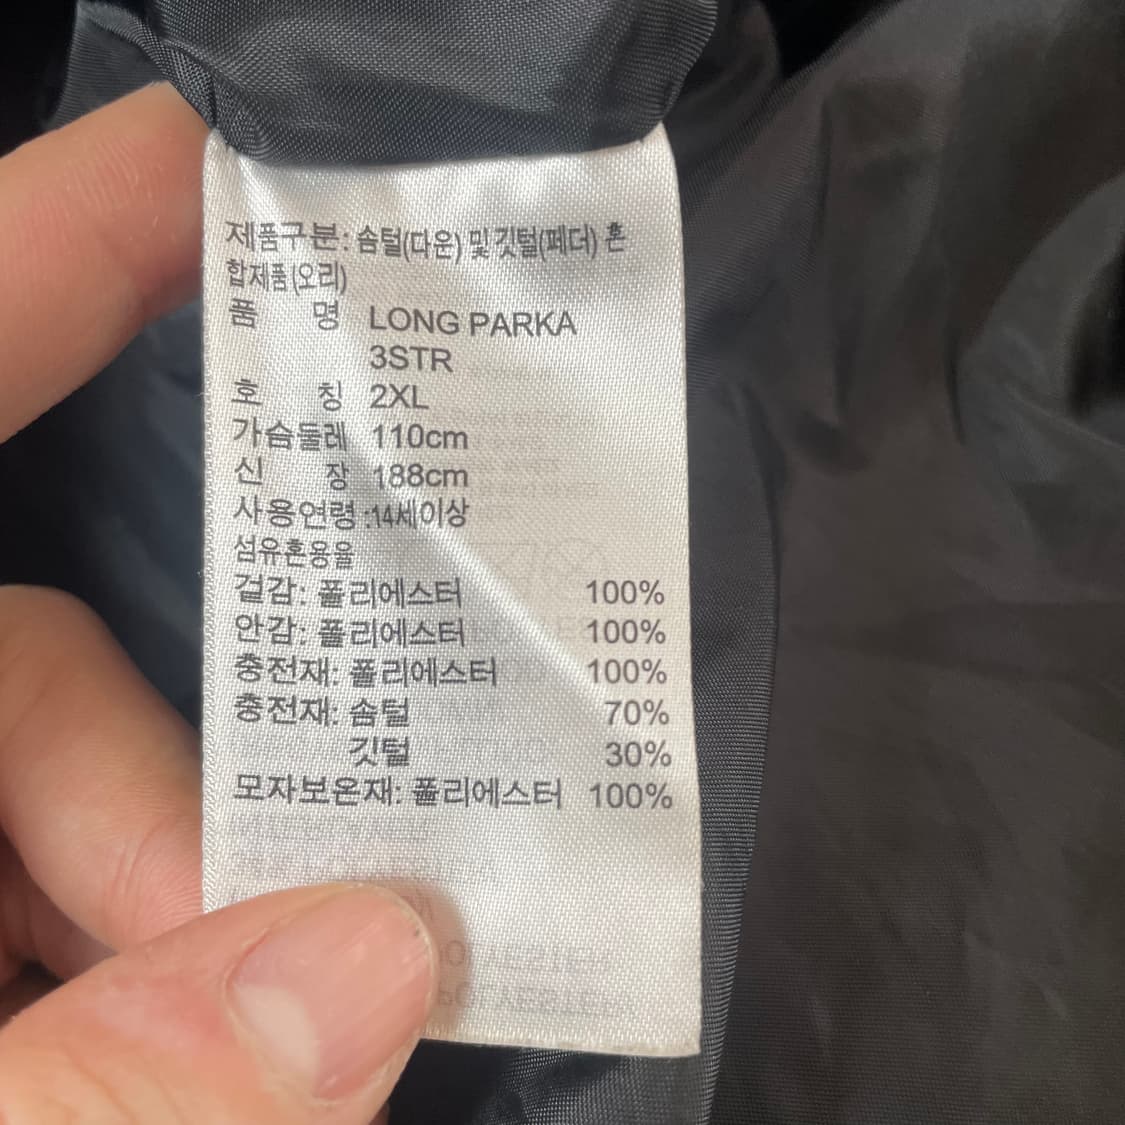 제품구분: 솜털(다운) 및 깃털(페더) 혼
합제품(오리)
품 명 LONG PARKA
3STR
호 칭 2XL
가슴둘레 110cm
신 장 188cm
사용연령 :14세이상
섬유혼용율
겉감: 폴리에스터 100%
안감: 폴리에스터 100%
충전재: 폴리에스터 100%
충전재: 솜털 70%
깃털 30%
모자보온재: 폴리에스터 100%